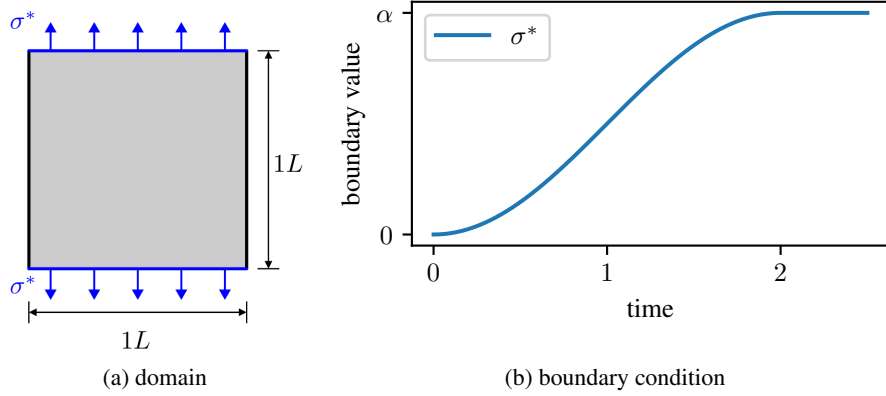 σ*
1L
σ*
1L
(a) domain
α
σ*
boundary value
0
0 1 2
time
(b) boundary condition